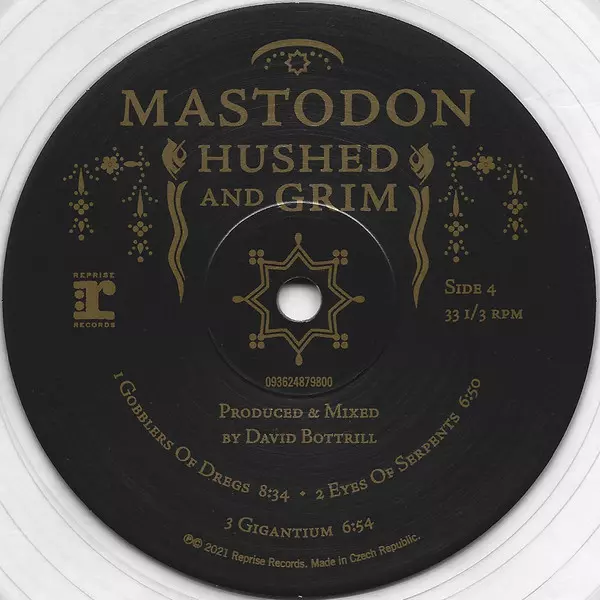 MASTODON
HUSHED
AND GRIM
REPRISE
r
RECORDS
SIDE 4
33 1/3 RPM
093624879800
PRODUCED & MIXED
BY DAVID BOTTRILL
1 GOBBLERS OF DREGS 8:34 • 2 EYES OF SERPENTS 6:50
3 GIGANTIUM 6:54
℗© 2021 Reprise Records. Made in Czech Republic.